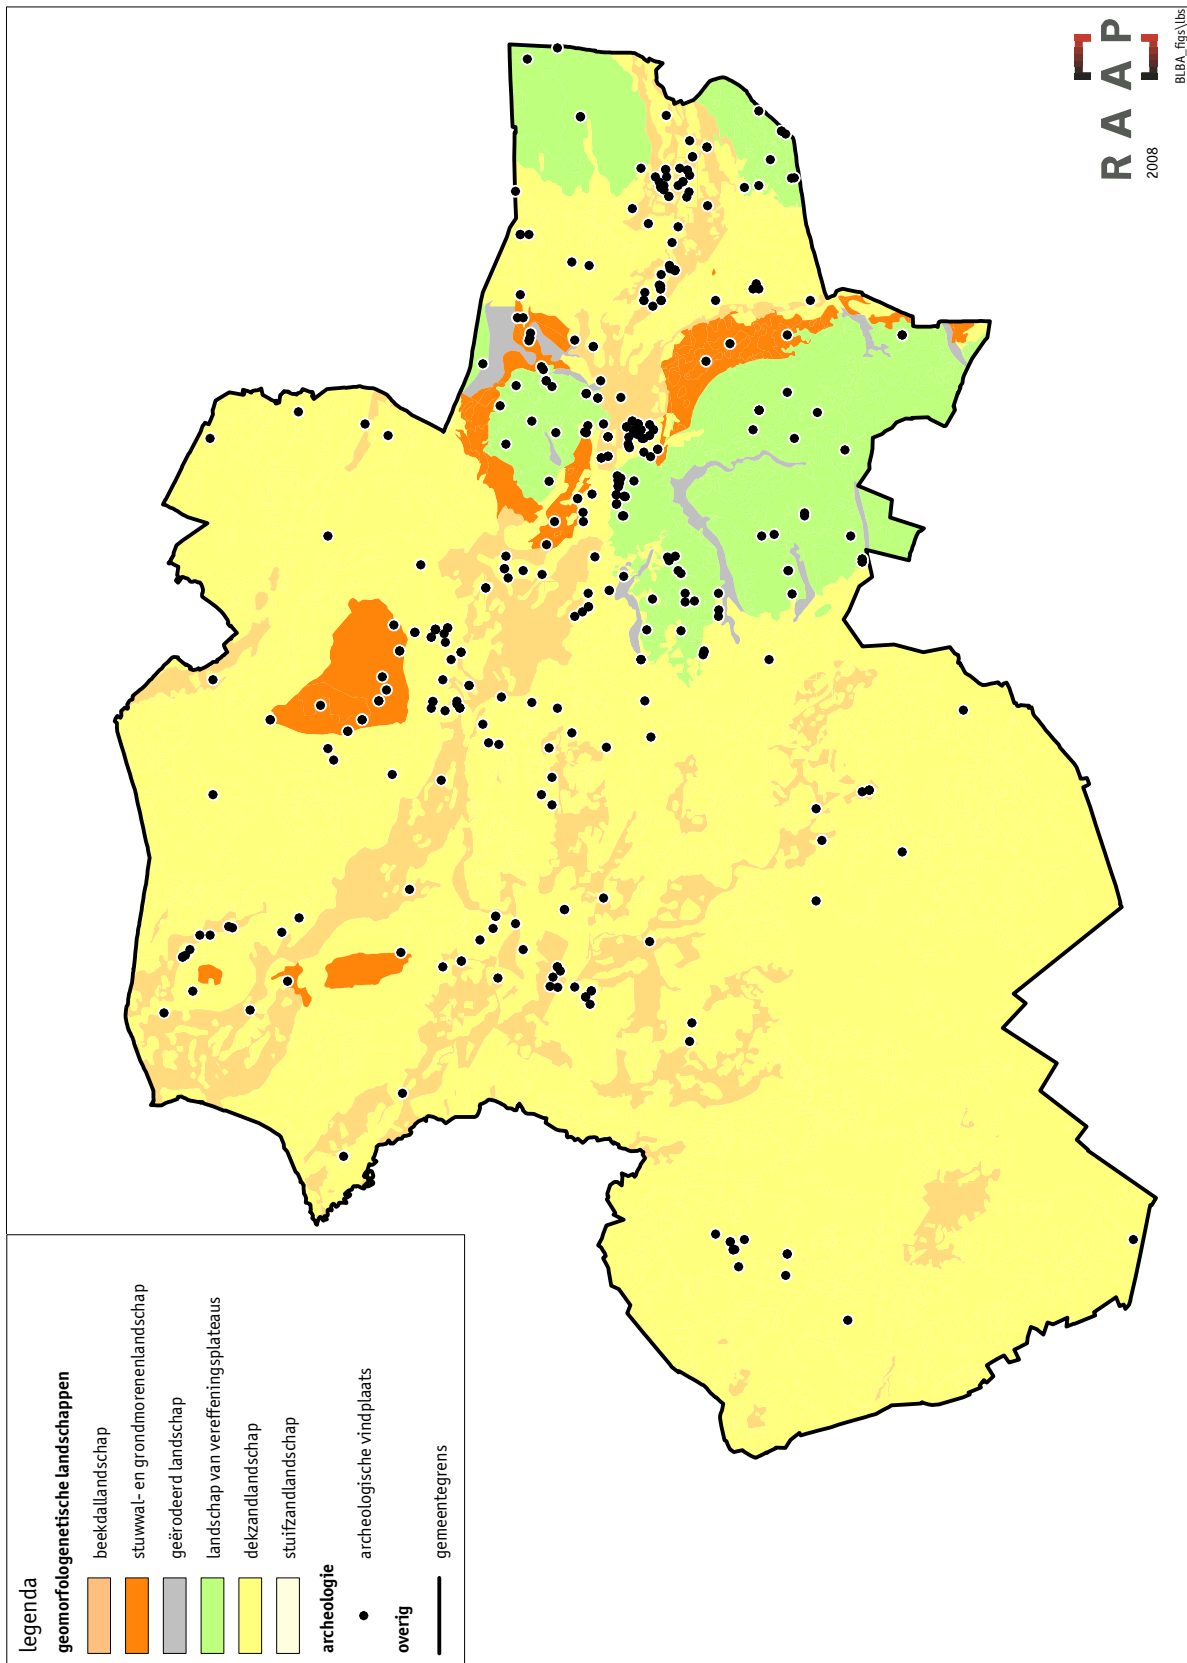 legenda
geomorfologenetische landschappen
beekdallandschap
stuwwal- en grondmorenenlandschap
geërodeerd landschap
landschap van vereffeningsplateaus
dekzandlandschap
stuifzandlandschap
archeologie
archeologische vindplaats
overig
gemeentegrens
RAAP
2008
BLBA_figs\lbs